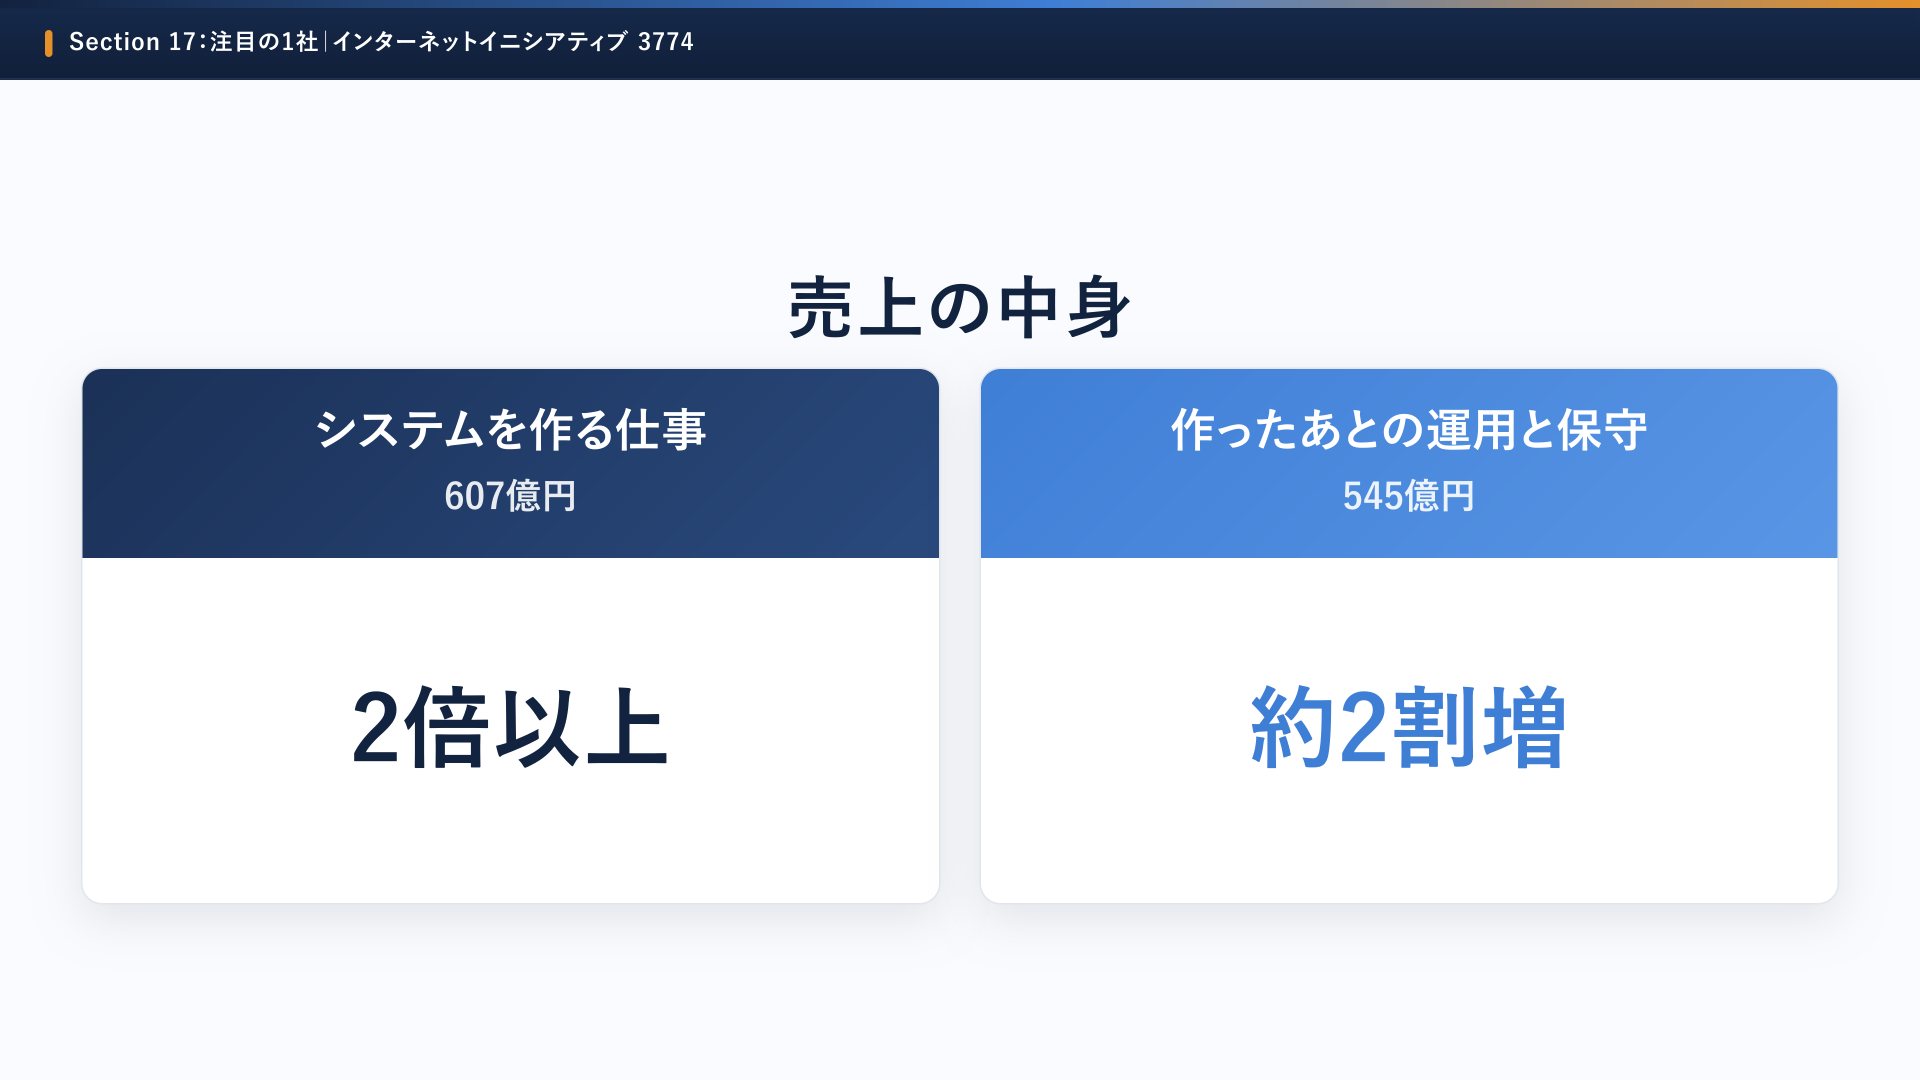 Section 17：注目の1社｜インターネットイニシアティブ 3774
売上の中身
システムを作る仕事
607億円
2倍以上
作ったあとの運用と保守
545億円
約2割増